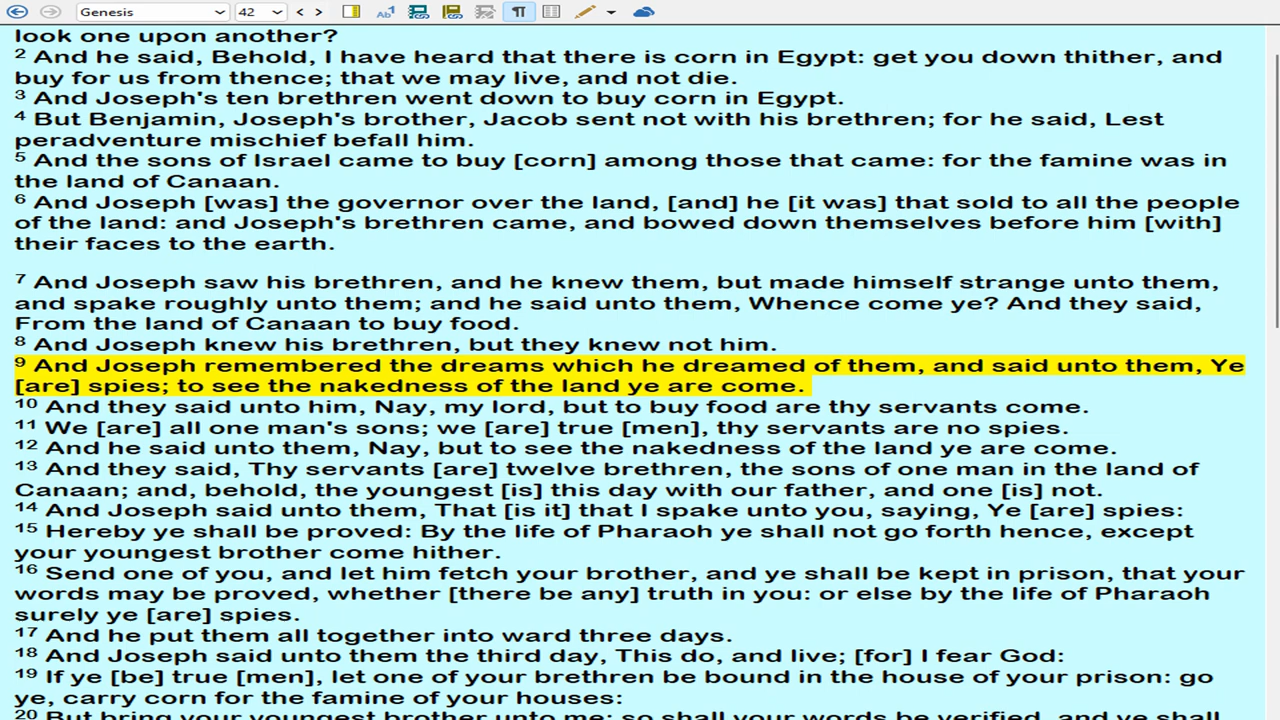 Genesis 42 < > Ab1 ¶
look one upon another?
2 And he said, Behold, I have heard that there is corn in Egypt: get you down thither, and
buy for us from thence; that we may live, and not die.
3 And Joseph's ten brethren went down to buy corn in Egypt.
4 But Benjamin, Joseph's brother, Jacob sent not with his brethren; for he said, Lest
peradventure mischief befall him.
5 And the sons of Israel came to buy [corn] among those that came: for the famine was in
the land of Canaan.
6 And Joseph [was] the governor over the land, [and] he [it was] that sold to all the people
of the land: and Joseph's brethren came, and bowed down themselves before him [with]
their faces to the earth.
7 And Joseph saw his brethren, and he knew them, but made himself strange unto them,
and spake roughly unto them; and he said unto them, Whence come ye? And they said,
From the land of Canaan to buy food.
8 And Joseph knew his brethren, but they knew not him.
9 And Joseph remembered the dreams which he dreamed of them, and said unto them, Ye
[are] spies; to see the nakedness of the land ye are come.
10 And they said unto him, Nay, my lord, but to buy food are thy servants come.
11 We [are] all one man's sons; we [are] true [men], thy servants are no spies.
12 And he said unto them, Nay, but to see the nakedness of the land ye are come.
13 And they said, Thy servants [are] twelve brethren, the sons of one man in the land of
Canaan; and, behold, the youngest [is] this day with our father, and one [is] not.
14 And Joseph said unto them, That [is it] that I spake unto you, saying, Ye [are] spies:
15 Hereby ye shall be proved: By the life of Pharaoh ye shall not go forth hence, except
your youngest brother come hither.
16 Send one of you, and let him fetch your brother, and ye shall be kept in prison, that your
words may be proved, whether [there be any] truth in you: or else by the life of Pharaoh
surely ye [are] spies.
17 And he put them all together into ward three days.
18 And Joseph said unto them the third day, This do, and live; [for] I fear God:
19 If ye [be] true [men], let one of your brethren be bound in the house of your prison: go
ye, carry corn for the famine of your houses:
20 But bring your youngest brother unto me; so shall your words be verified, and ye shall